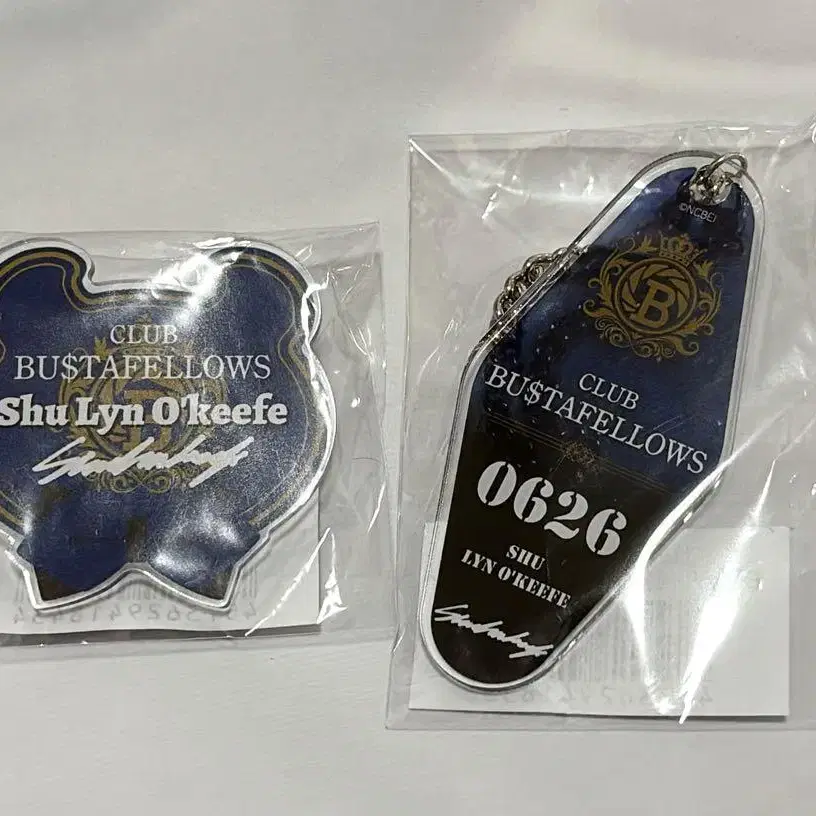 CLUB
BU$TAFELLOWS
Shu Lyn O'keefe
©NCBEI
B
CLUB
BU$TAFELLOWS
0626
SHU
LYN O'KEEFE